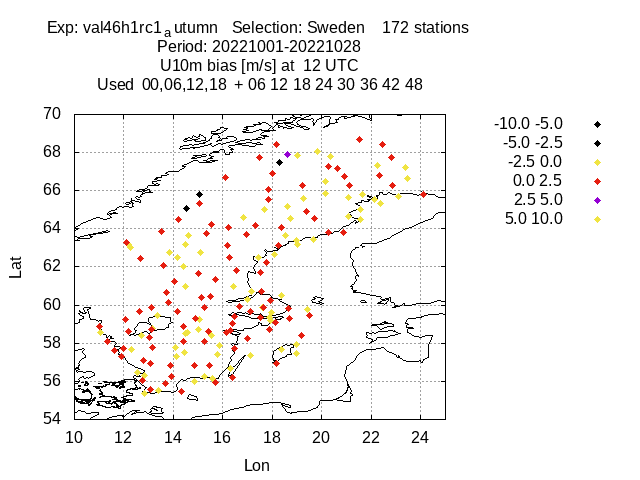 Exp: val46h1rc1autumn Selection: Sweden 172 stations
Period: 20221001-20221028
U10m bias [m/s] at 12 UTC
Used 00,06,12,18 + 06 12 18 24 30 36 42 48
-10.0 -5.0
-5.0 -2.5
-2.5 0.0
0.0 2.5
2.5 5.0
5.0 10.0
Lat
70
68
66
64
62
60
58
56
54
10 12 14 16 18 20 22 24
Lon